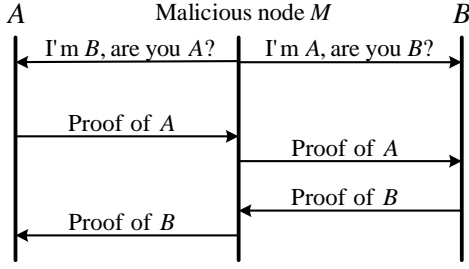 A Malicious node M B
I'm B, are you A? I'm A, are you B?
Proof of A
Proof of A
Proof of B
Proof of B